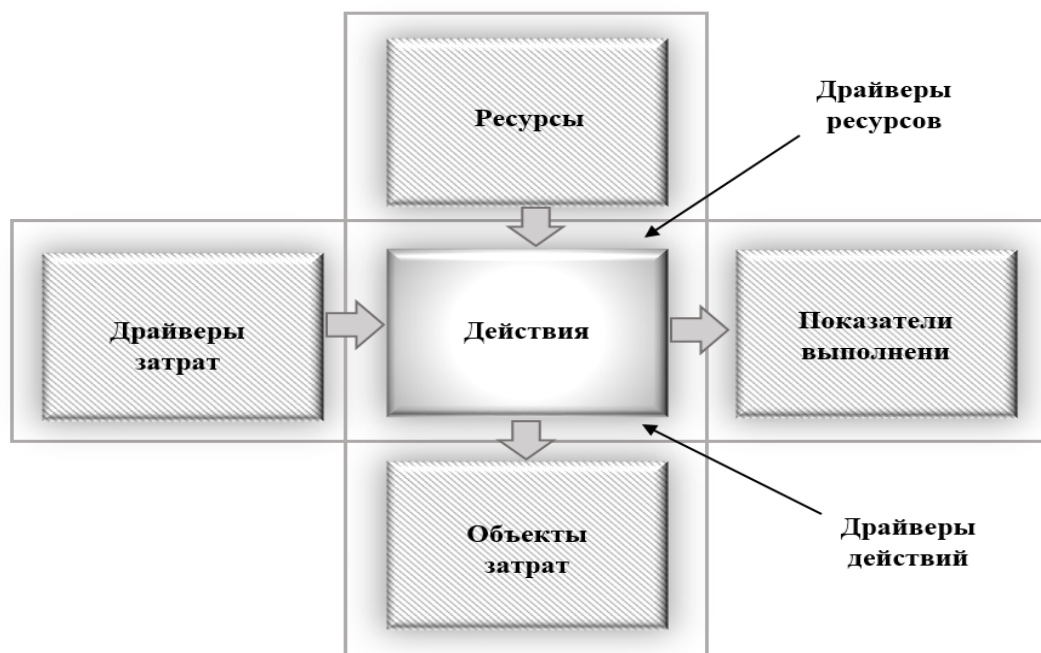 Ресурсы
Драйверы
ресурсов
Драйверы
затрат
Действия
Показатели
выполнени
Объекты
затрат
Драйверы
действий